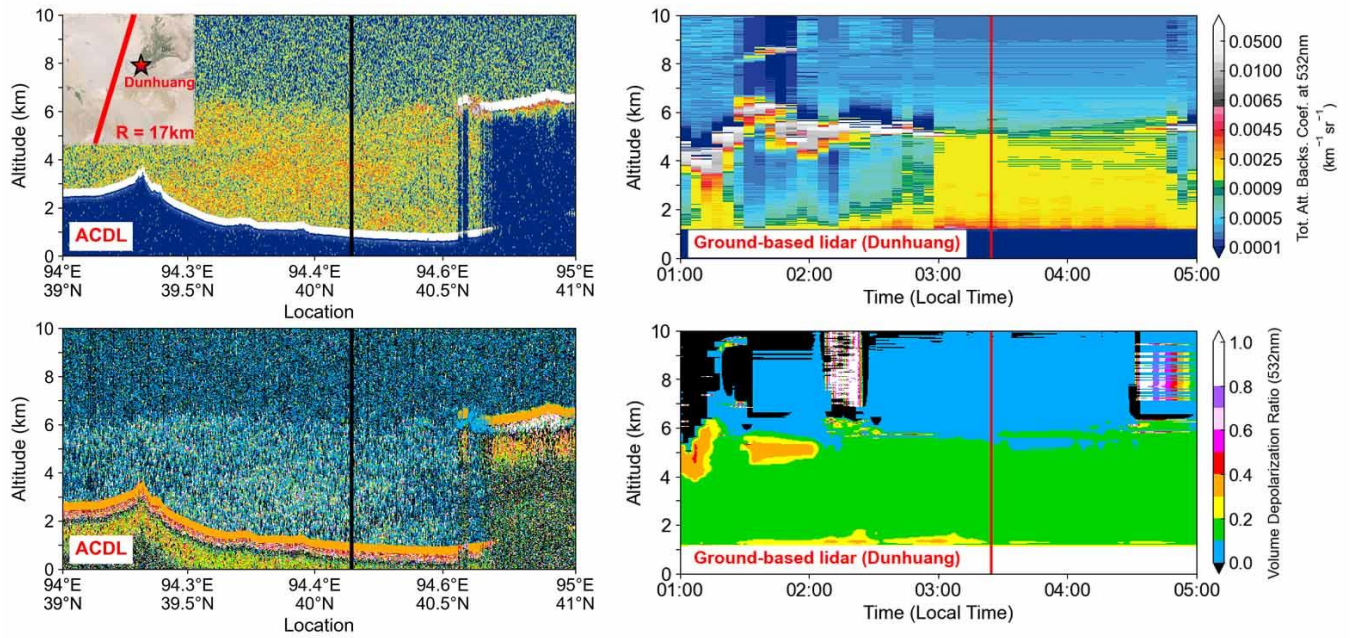 10
8
6
4
2
0
Altitude (km)
Dunhuang
R = 17km
ACDL
94°E 94.3°E 94.4°E 94.6°E 95°E
39°N 39.5°N 40°N 40.5°N 41°N
Location
10
8
6
4
2
0
Altitude (km)
Ground-based lidar (Dunhuang)
01:00 02:00 03:00 04:00 05:00
Time (Local Time)
0.0500
0.0100
0.0065
0.0045
0.0025
0.0009
0.0005
0.0001
Tot. Att. Backs.⁻¹ Coef. at 532nm
(km⁻¹ sr⁻¹)
10
8
6
4
2
0
Altitude (km)
ACDL
94°E 94.3°E 94.4°E 94.6°E 95°E
39°N 39.5°N 40°N 40.5°N 41°N
Location
10
8
6
4
2
0
Altitude (km)
Ground-based lidar (Dunhuang)
01:00 02:00 03:00 04:00 05:00
Time (Local Time)
1.0
0.8
0.6
0.4
0.2
0.0
Volume Depolarization Ratio (532nm)